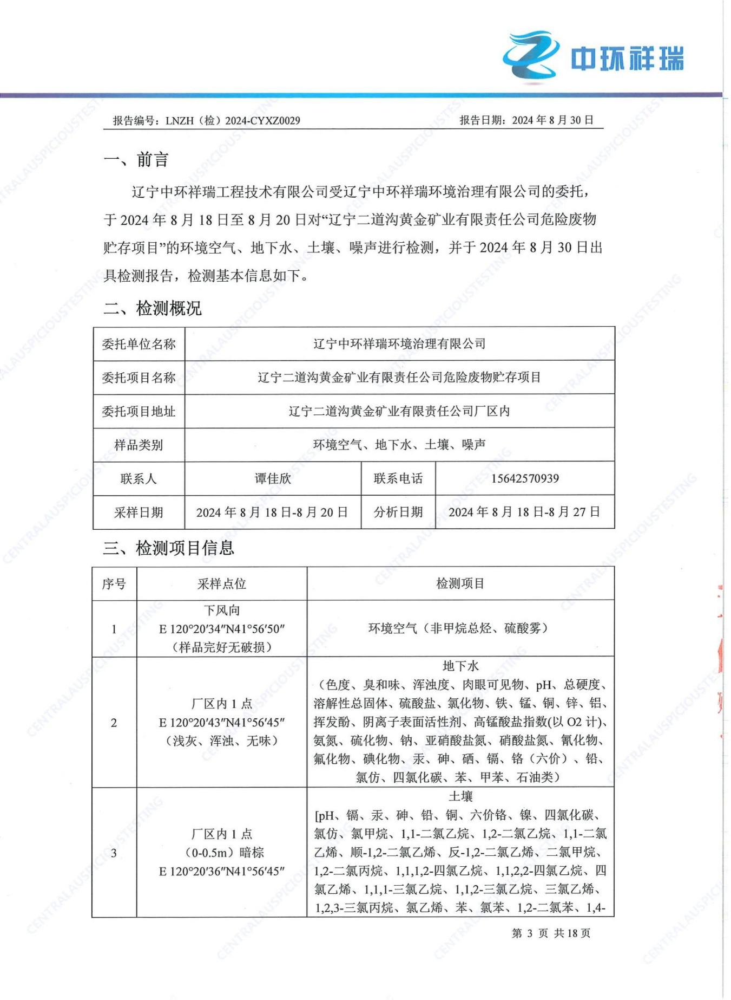 中环祥瑞
报告编号：LNZH（检）2024-CYXZ0029 报告日期：2024 年 8 月 30 日
一、前言
辽宁中环祥瑞工程技术有限公司受辽宁中环祥瑞环境治理有限公司的委托，
于 2024 年 8 月 18 日至 8 月 20 日对“辽宁二道沟黄金矿业有限责任公司危险废物
贮存项目”的环境空气、地下水、土壤、噪声进行检测，并于 2024 年 8 月 30 日出
具检测报告，检测基本信息如下。
二、检测概况
委托单位名称 辽宁中环祥瑞环境治理有限公司
委托项目名称 辽宁二道沟黄金矿业有限责任公司危险废物贮存项目
委托项目地址 辽宁二道沟黄金矿业有限责任公司厂区内
样品类别 环境空气、地下水、土壤、噪声
联系人 谭佳欣 联系电话 15642570939
采样日期 2024 年 8 月 18 日-8 月 20 日 分析日期 2024 年 8 月 18 日-8 月 27 日
三、检测项目信息
序号 采样点位 检测项目
1
下风向
E 120°20′34″N41°56′50″
（样品完好无破损）
环境空气（非甲烷总烃、硫酸雾）
2
厂区内 1 点
E 120°20′43″N41°56′45″
（浅灰、浑浊、无味）
地下水
（色度、臭和味、浑浊度、肉眼可见物、pH、总硬度、
溶解性总固体、硫酸盐、氯化物、铁、锰、铜、锌、铝、
挥发酚、阴离子表面活性剂、高锰酸盐指数(以 O2 计)、
氨氮、硫化物、钠、亚硝酸盐氮、硝酸盐氮、氰化物、
氟化物、碘化物、汞、砷、硒、镉、铬（六价）、铅、
氯仿、四氯化碳、苯、甲苯、石油类）
3
厂区内 1 点
（0-0.5m）暗棕
E 120°20′36″N41°56′45″
土壤
[pH、镉、汞、砷、铅、铜、六价铬、镍、四氯化碳、
氯仿、氯甲烷、1,1-二氯乙烷、1,2-二氯乙烷、1,1-二氯
乙烯、顺-1,2-二氯乙烯、反-1,2-二氯乙烯、二氯甲烷、
1,2-二氯丙烷、1,1,1,2-四氯乙烷、1,1,2,2-四氯乙烷、四
氯乙烯、1,1,1-三氯乙烷、1,1,2-三氯乙烷、三氯乙烯、
1,2,3-三氯丙烷、氯乙烯、苯、氯苯、1,2-二氯苯、1,4-
第 3 页 共 18 页
CENTRALAUSPICIOUSTESTING